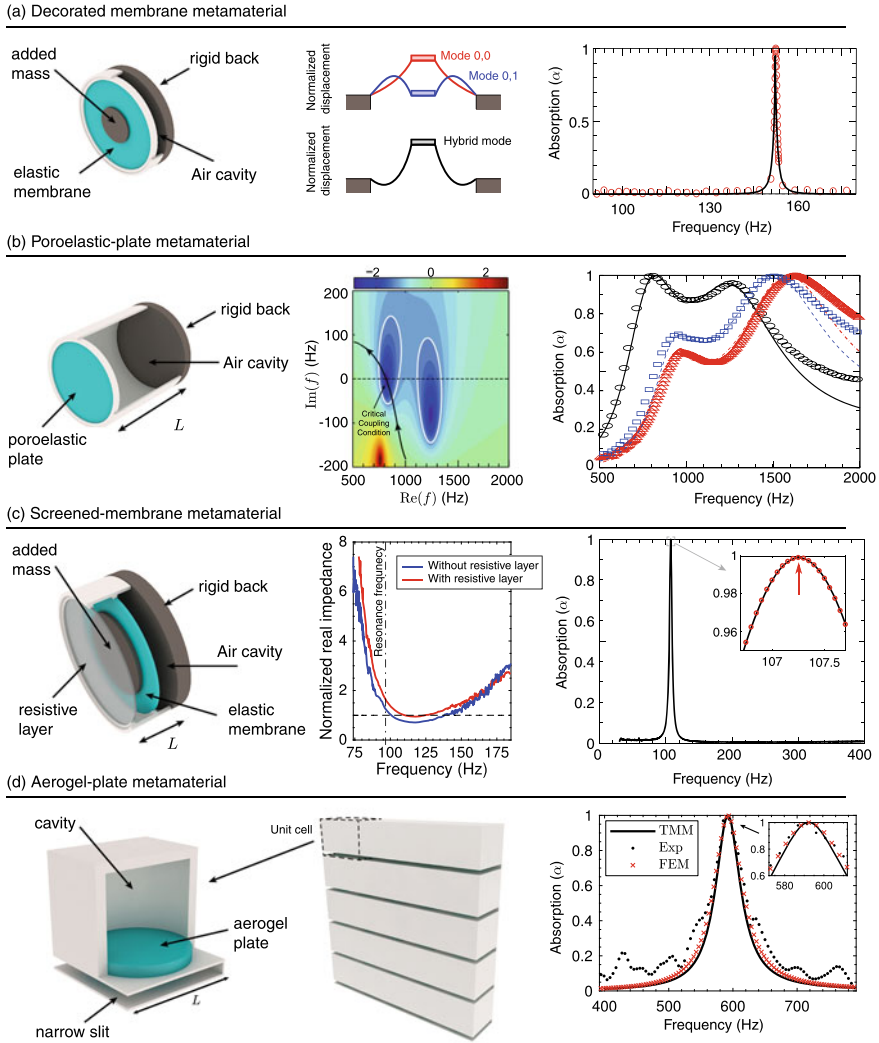 (a) Decorated membrane metamaterial
added
mass
rigid back
elastic
membrane
Air cavity
Normalized
displacement
Mode 0,0
Mode 0,1
Normalized
displacement
Hybrid mode
Absorption (α)
1
0.5
0
100
130
160
Frequency (Hz)
(b) Poroelastic-plate metamaterial
rigid back
Air cavity
L
poroelastic
plate
−2
0
2
Im(f) (Hz)
200
100
0
-100
-200
Critical
Coupling
Condition
500
1000
1500
2000
Re(f) (Hz)
Absorption (α)
1
0.8
0.6
0.4
0.2
0
500
1000
1500
2000
Frequency (Hz)
(c) Screened-membrane metamaterial
added
mass
rigid back
Air cavity
resistive
layer
elastic
membrane
L
Normalized real impedance
8
6
4
2
0
Resonance frequnecy
Without resistive layer
With resistive layer
75
100
125
150
175
Frequency (Hz)
Absorption (α)
1
0.8
0.6
0.4
0.2
0
0
100
200
300
400
Frequency (Hz)
1
0.96
107
107.5
(d) Aerogel-plate metamaterial
cavity
Unit cell
aerogel
plate
L
narrow slit
Absorption (α)
1
0.8
0.6
0.4
0.2
0
TMM
Exp
FEM
1
0.8
0.6
580
600
400
500
600
700
Frequency (Hz)